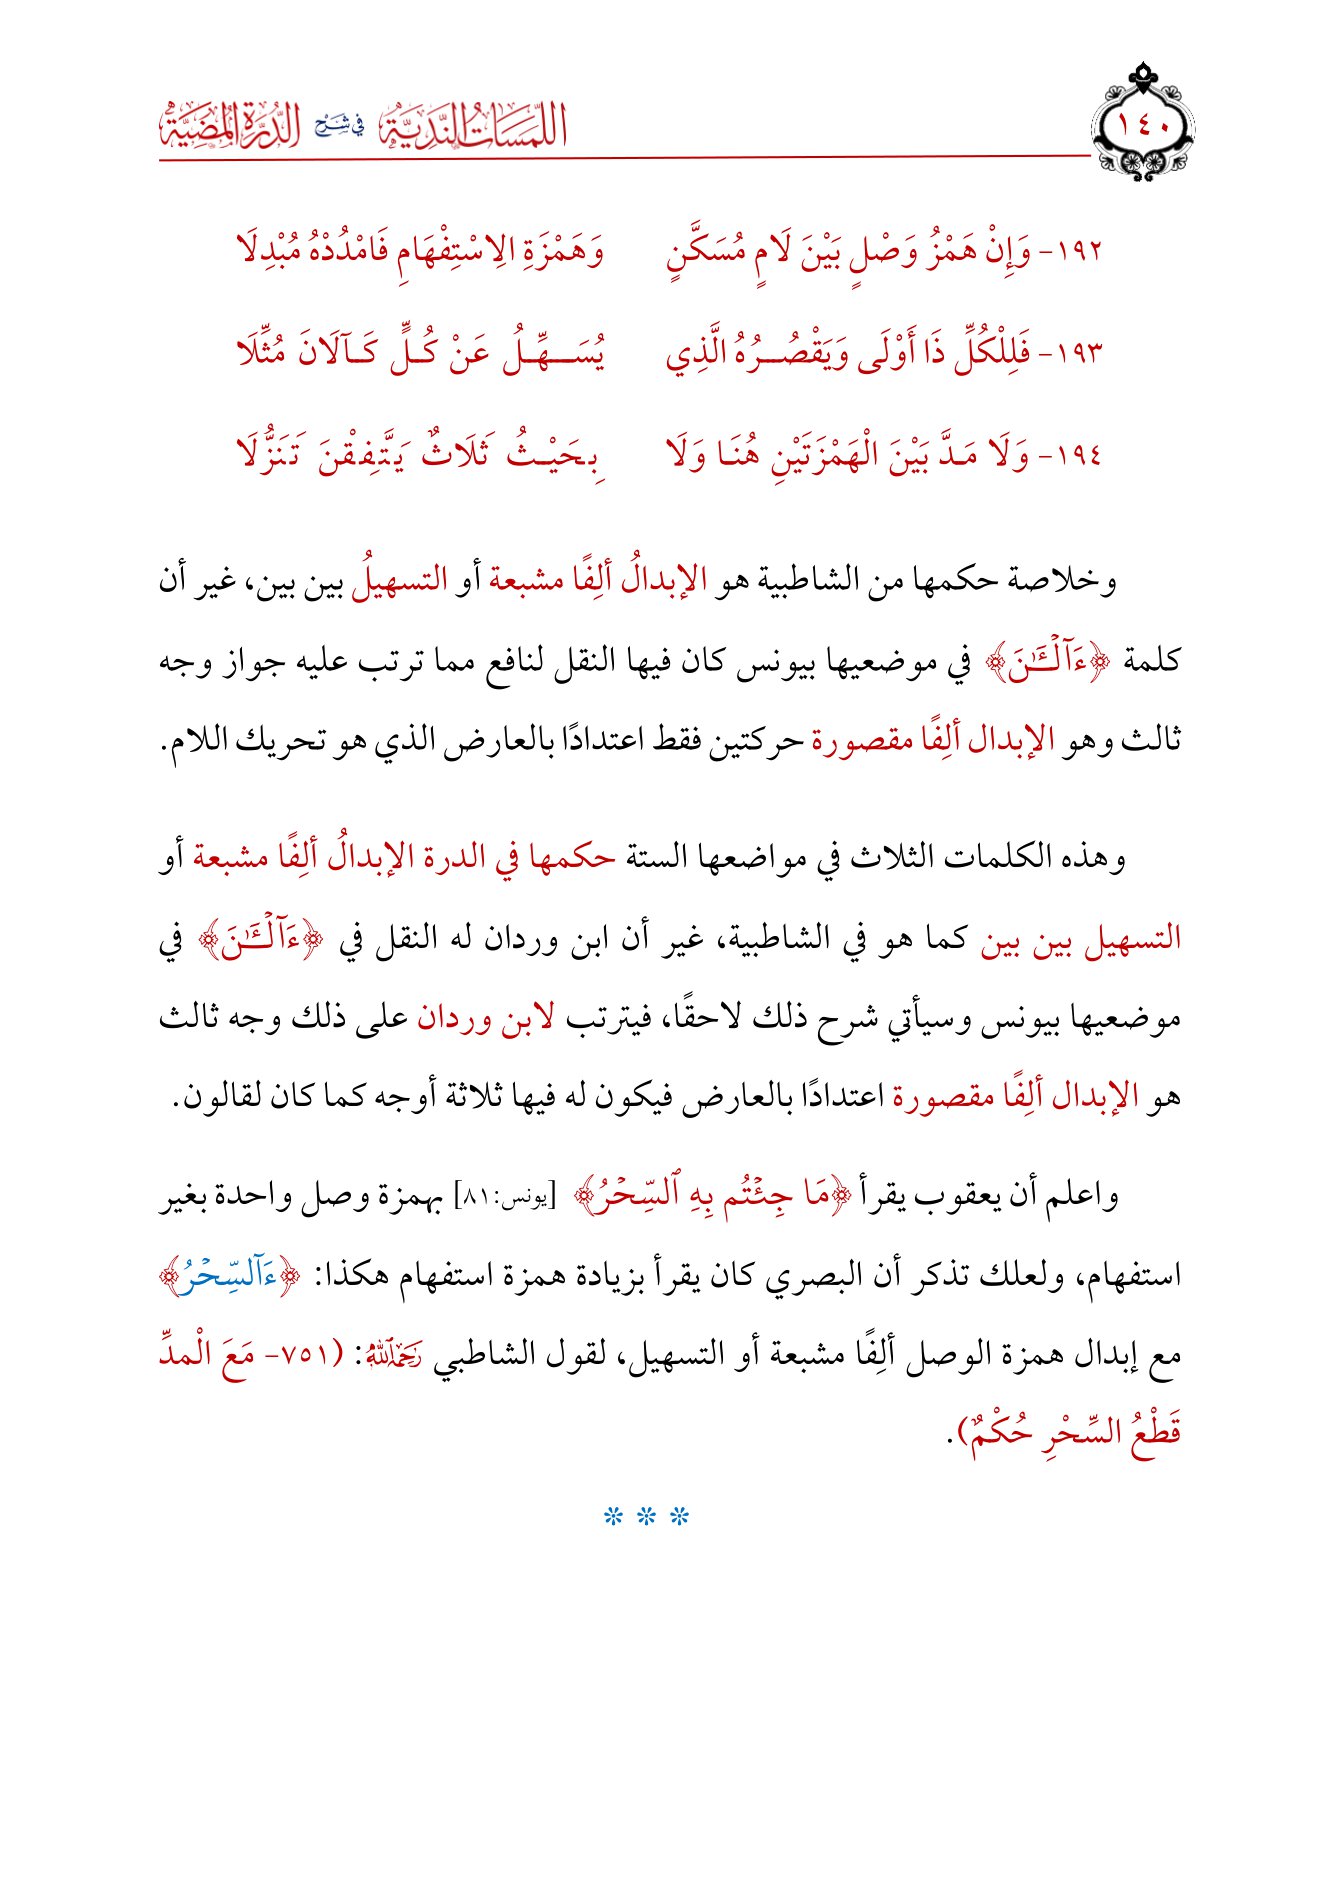 ١٤٠
اللمسات الندية في شرح الدرة المضية
١٩٢- وَإِنْ هَمْزُ وَصْلٍ بَيْنَ لَامٍ مُسَكَّنٍ وَهَمْزَةِ الِاسْتِفْهَامِ فَامْدُدْهُ مُبْدِلَا
١٩٣- فَلِلْكُلِّ ذَا أَوْلَى وَيَقْصُرُهُ الَّذِي يُسَهِّلُ عَنْ كُلٍّ كَآلَانَ مُثِّلَا
١٩٤- وَلَا مَدَّ بَيْنَ الْهَمْزَتَيْنِ هُنَا وَلَا بِحَيْثُ ثَلَاثٌ يَتَّفِقْنَ تَنَزُّلَا
وخلاصة حكمها من الشاطبية هو الإبدالُ ألِفًا مشبعة أو التسهيلُ بين بين، غير أن
كلمة ﴿ءَآلْـَٰٔنَ﴾ في موضعيها بيونس كان فيها النقل لنافع مما ترتب عليه جواز وجه
ثالث وهو الإبدال ألِفًا مقصورة حركتين فقط اعتدادًا بالعارض الذي هو تحريك اللام.
وهذه الكلمات الثلاث في مواضعها الستة حكمها في الدرة الإبدالُ ألِفًا مشبعة أو
التسهيل بين بين كما هو في الشاطبية، غير أن ابن وردان له النقل في ﴿ءَآلْـَٰٔنَ﴾ في
موضعيها بيونس وسيأتي شرح ذلك لاحقًا، فيترتب لابن وردان على ذلك وجه ثالث
هو الإبدال ألِفًا مقصورة اعتدادًا بالعارض فيكون له فيها ثلاثة أوجه كما كان لقالون.
واعلم أن يعقوب يقرأ ﴿مَا جِئْتُم بِهِ ٱلسِّحْرُ﴾ [يونس:٨١] بهمزة وصل واحدة بغير
استفهام، ولعلك تذكر أن البصري كان يقرأ بزيادة همزة استفهام هكذا: ﴿ءَآلسِّحْرُ﴾
مع إبدال همزة الوصل ألِفًا مشبعة أو التسهيل، لقول الشاطبي رَحِمَهُ اللَّهُ: (٧٥١- مَعَ الْمدِّ
قَطْعُ السِّحْرِ حُكْمٌ).